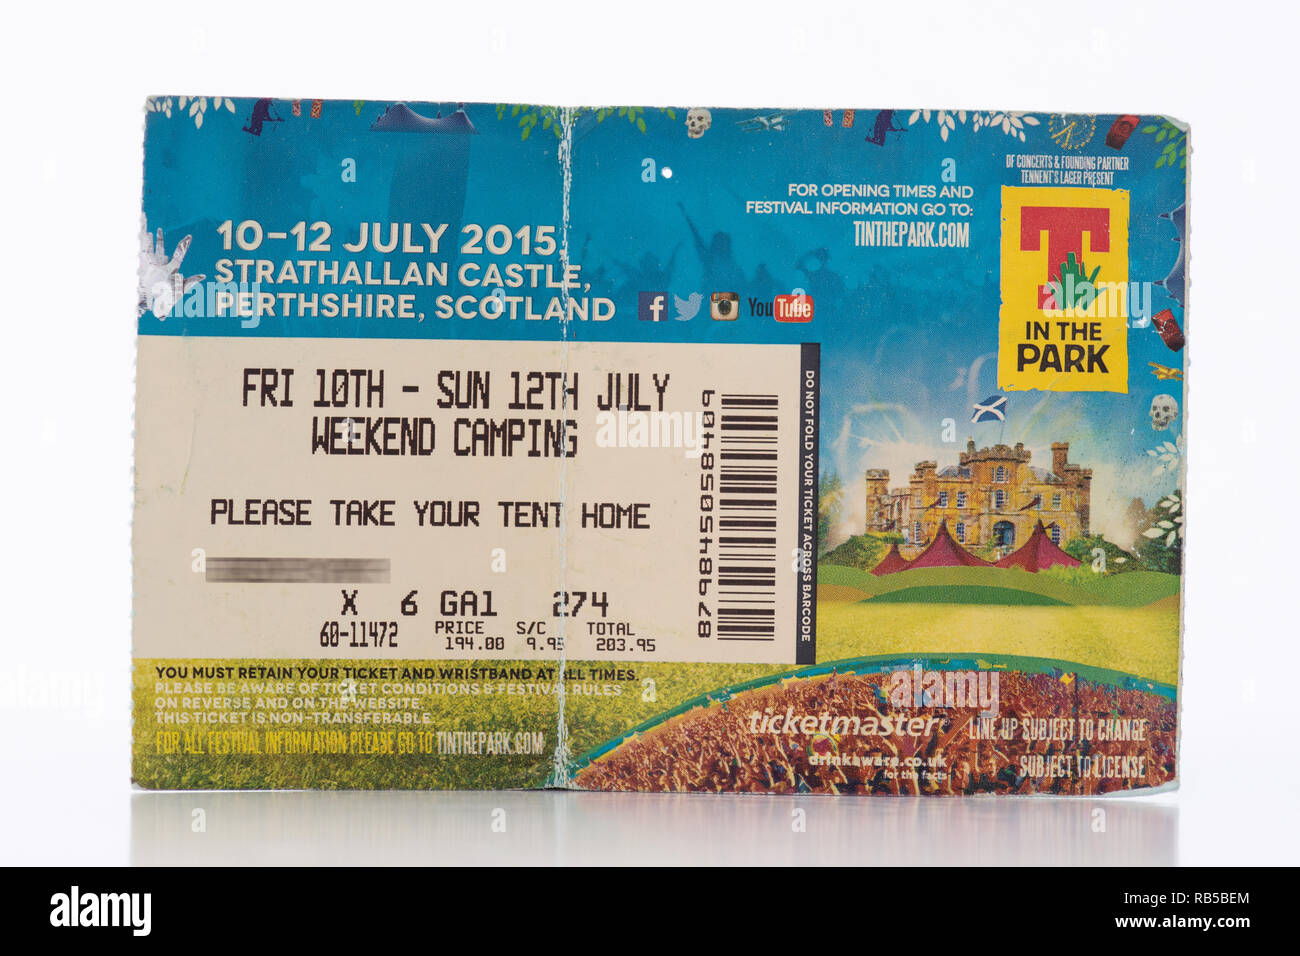 OF CONCERTS & FOUNDING PARTNER
TENNENT'S LAGER PRESENT
FOR OPENING TIMES AND
FESTIVAL INFORMATION GO TO:
TINTHEPARK.COM
T
IN THE
PARK
10-12 JULY 2015,
STRATHALLAN CASTLE,
PERTHSHIRE, SCOTLAND
f
YouTube
FRI 10TH - SUN 12TH JULY
WEEKEND CAMPING
PLEASE TAKE YOUR TENT HOME
X 6 GA1 274
60-11472
PRICE S/C TOTAL
194.00 9.95 203.95
DO NOT FOLD YOUR TICKET ACROSS BARCODE
YOU MUST RETAIN YOUR TICKET AND WRISTBAND AT ALL TIMES.
PLEASE BE AWARE OF TICKET CONDITIONS & FESTIVAL RULES
ON REVERSE AND ON THE WEBSITE.
THIS TICKET IS NON-TRANSFERABLE.
FOR ALL FESTIVAL INFORMATION PLEASE GO TO TINTHEPARK.COM
ticketmaster
drinkaware.co.uk
for the facts
LINE UP SUBJECT TO CHANGE
SUBJECT TO LICENSE
a alamy stock photo
alamy
Image ID: RB5BEM
www.alamy.com